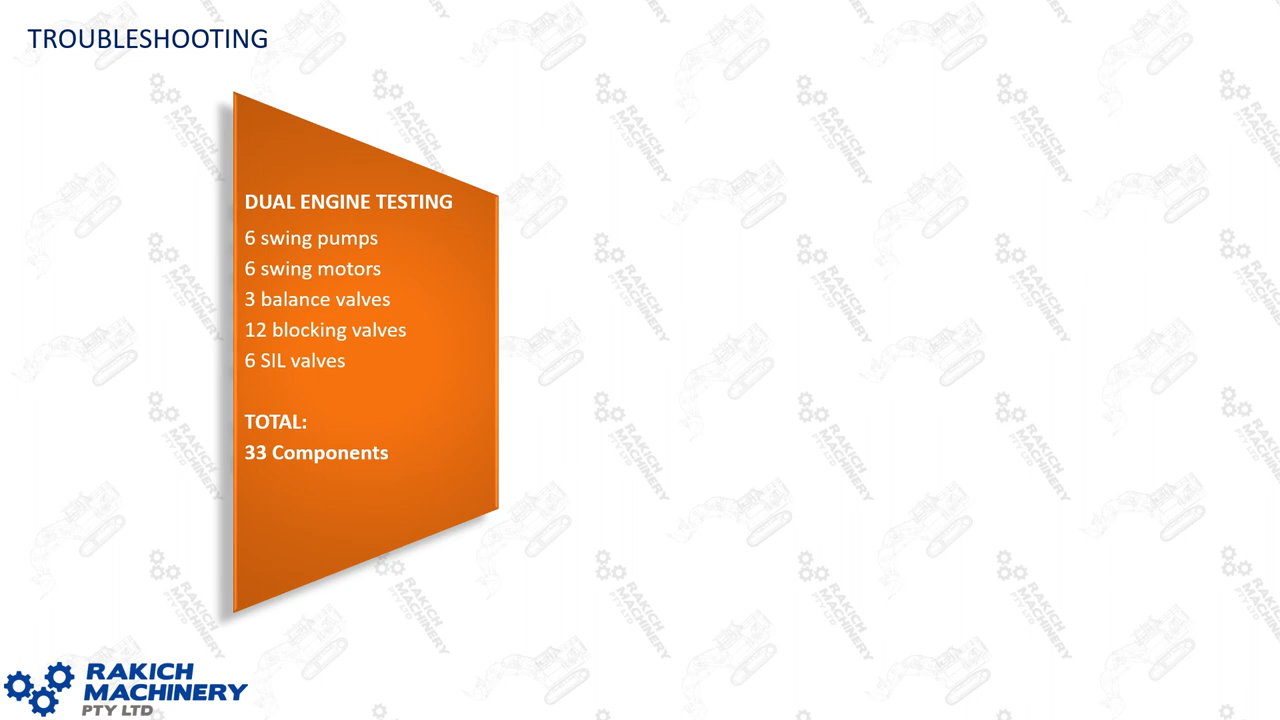 TROUBLESHOOTING
DUAL ENGINE TESTING
6 swing pumps
6 swing motors
3 balance valves
12 blocking valves
6 SIL valves
TOTAL:
33 Components
RAKICH
MACHINERY
PTY LTD